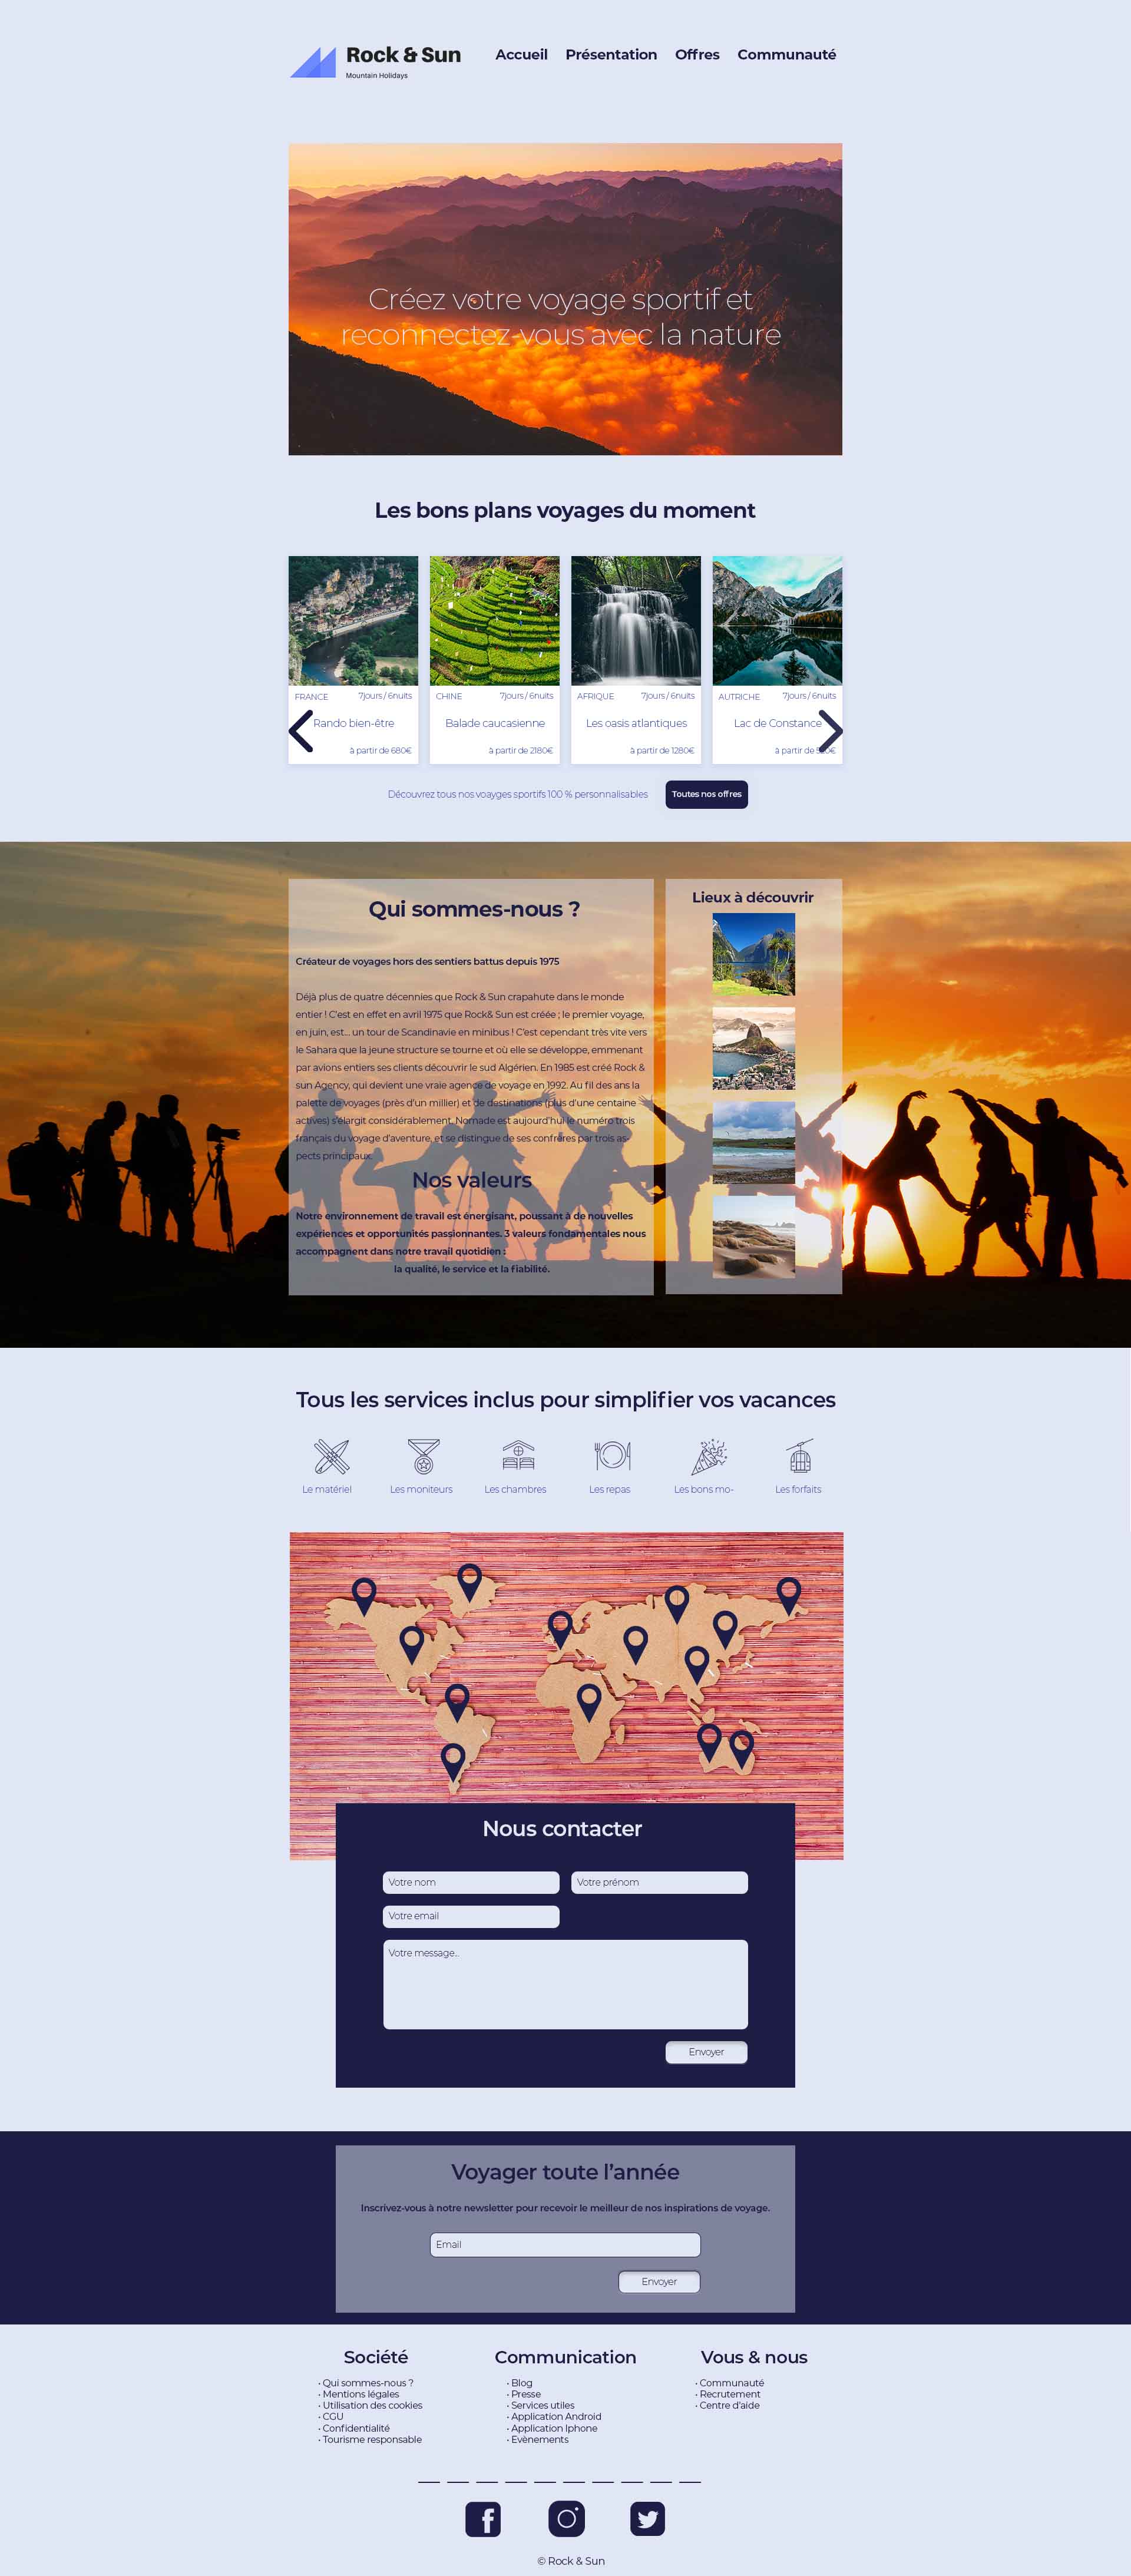 Rock & Sun
Mountain Holidays
Accueil Présentation Offres Communauté
Créez votre voyage sportif et
reconnectez-vous avec la nature
Les bons plans voyages du moment
FRANCE 7jours / 6nuits
Rando bien-être
à partir de 680€
CHINE 7jours / 6nuits
Balade caucasienne
à partir de 2180€
AFRIQUE 7jours / 6nuits
Les oasis atlantiques
à partir de 1280€
AUTRICHE 7jours / 6nuits
Lac de Constance
à partir de
Découvrez tous nos voayges sportifs 100 % personnalisables
Toutes nos offres
Qui sommes-nous ?
Créateur de voyages hors des sentiers battus depuis 1975
Déjà plus de quatre décennies que Rock & Sun crapahute dans le monde
entier ! C'est en effet en avril 1975 que Rock& Sun est créée ; le premier voyage,
en juin, est... un tour de Scandinavie en minibus ! C'est cependant très vite vers
le Sahara que la jeune structure se tourne et où elle se développe, emmenant
par avions entiers ses clients découvrir le sud Algérien. En 1985 est créé Rock &
sun Agency, qui devient une vraie agence de voyage en 1992. Au fil des ans la
palette de voyages (près d'un millier) et de destinations (plus d'une centaine
actives) s'élargit considérablement. Nomade est aujourd'hui le numéro trois
français du voyage d'aventure, et se distingue de ses confrères par trois as-
pects principaux.
Nos valeurs
Notre environnement de travail est énergisant, poussant à de nouvelles
expériences et opportunités passionnantes. 3 valeurs fondamentales nous
accompagnent dans notre travail quotidien :
la qualité, le service et la fiabilité.
Lieux à découvrir
Tous les services inclus pour simplifier vos vacances
Le matériel
Les moniteurs
Les chambres
Les repas
Les bons mo-
Les forfaits
Nous contacter
Votre nom
Votre prénom
Votre email
Votre message...
Envoyer
Voyager toute l'année
Inscrivez-vous à notre newsletter pour recevoir le meilleur de nos inspirations de voyage.
Email
Envoyer
Société
• Qui sommes-nous ?
• Mentions légales
• Utilisation des cookies
• CGU
• Confidentialité
• Tourisme responsable
Communication
• Blog
• Presse
• Services utiles
• Application Android
• Application Iphone
• Evènements
Vous & nous
• Communauté
• Recrutement
• Centre d'aide
© Rock & Sun